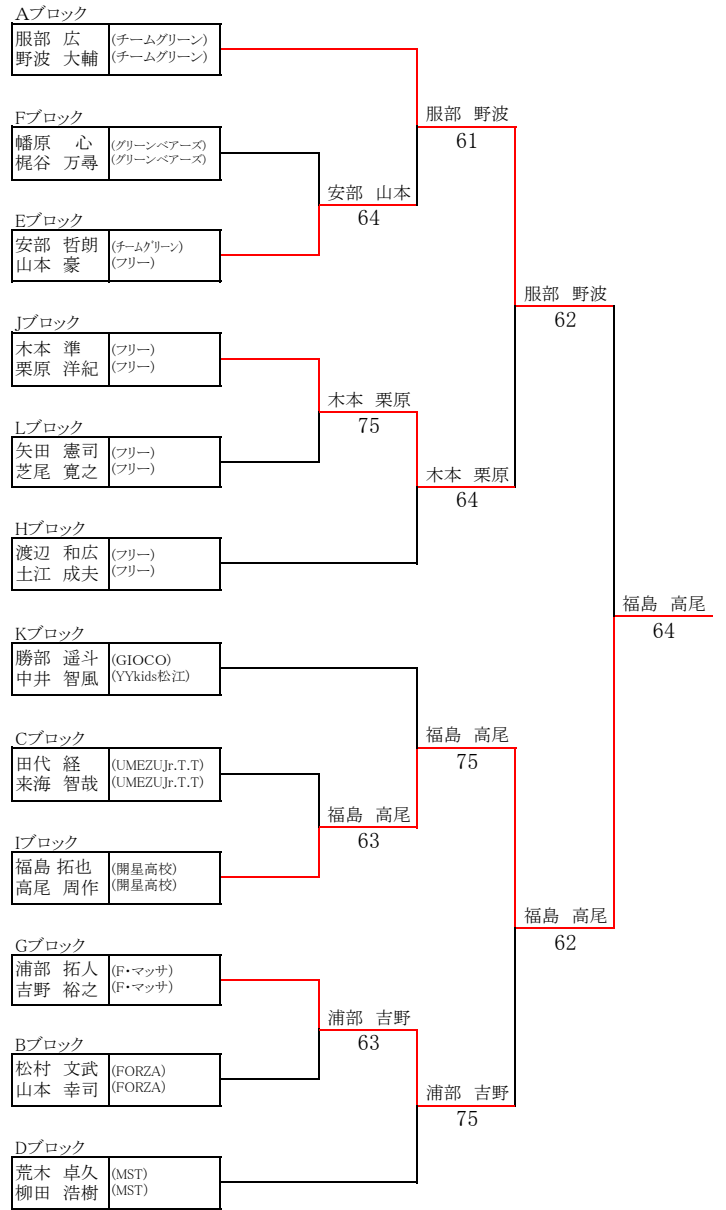 Aブロック
服部 広 (チームグリーン)
野波 大輔 (チームグリーン)
Fブロック
幡原 心 (グリーンベアーズ)
梶谷 万尋 (グリーンベアーズ)
Eブロック
安部 哲朗 (チームグリーン)
山本 豪 (フリー)
Jブロック
木本 準 (フリー)
栗原 洋紀 (フリー)
Lブロック
矢田 憲司 (フリー)
芝尾 寛之 (フリー)
Hブロック
渡辺 和広 (フリー)
土江 成夫 (フリー)
Kブロック
勝部 遥斗 (GIOCO)
中井 智風 (YYkids松江)
Cブロック
田代 経 (UMEZUJr.T.T)
来海 智哉 (UMEZUJr.T.T)
Iブロック
福島 拓也 (開星高校)
高尾 周作 (開星高校)
Gブロック
浦部 拓人 (F・マッサ)
吉野 裕之 (F・マッサ)
Bブロック
松村 文武 (FORZA)
山本 幸司 (FORZA)
Dブロック
荒木 卓久 (MST)
柳田 浩樹 (MST)
安部 山本
64
木本 栗原
75
福島 高尾
63
浦部 吉野
63
服部 野波
61
木本 栗原
64
福島 高尾
75
浦部 吉野
75
服部 野波
62
福島 高尾
62
福島 高尾
64